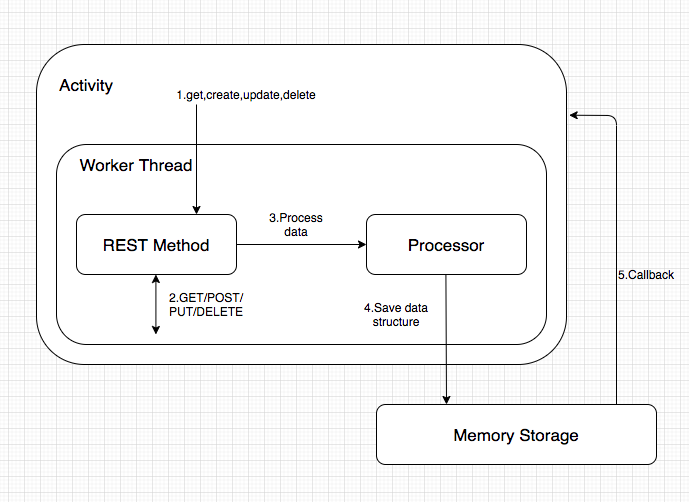 Activity
1.get,create,update,delete
Worker Thread
REST Method
3.Process
data
Processor
2.GET/POST/
PUT/DELETE
4.Save data
structure
5.Callback
Memory Storage